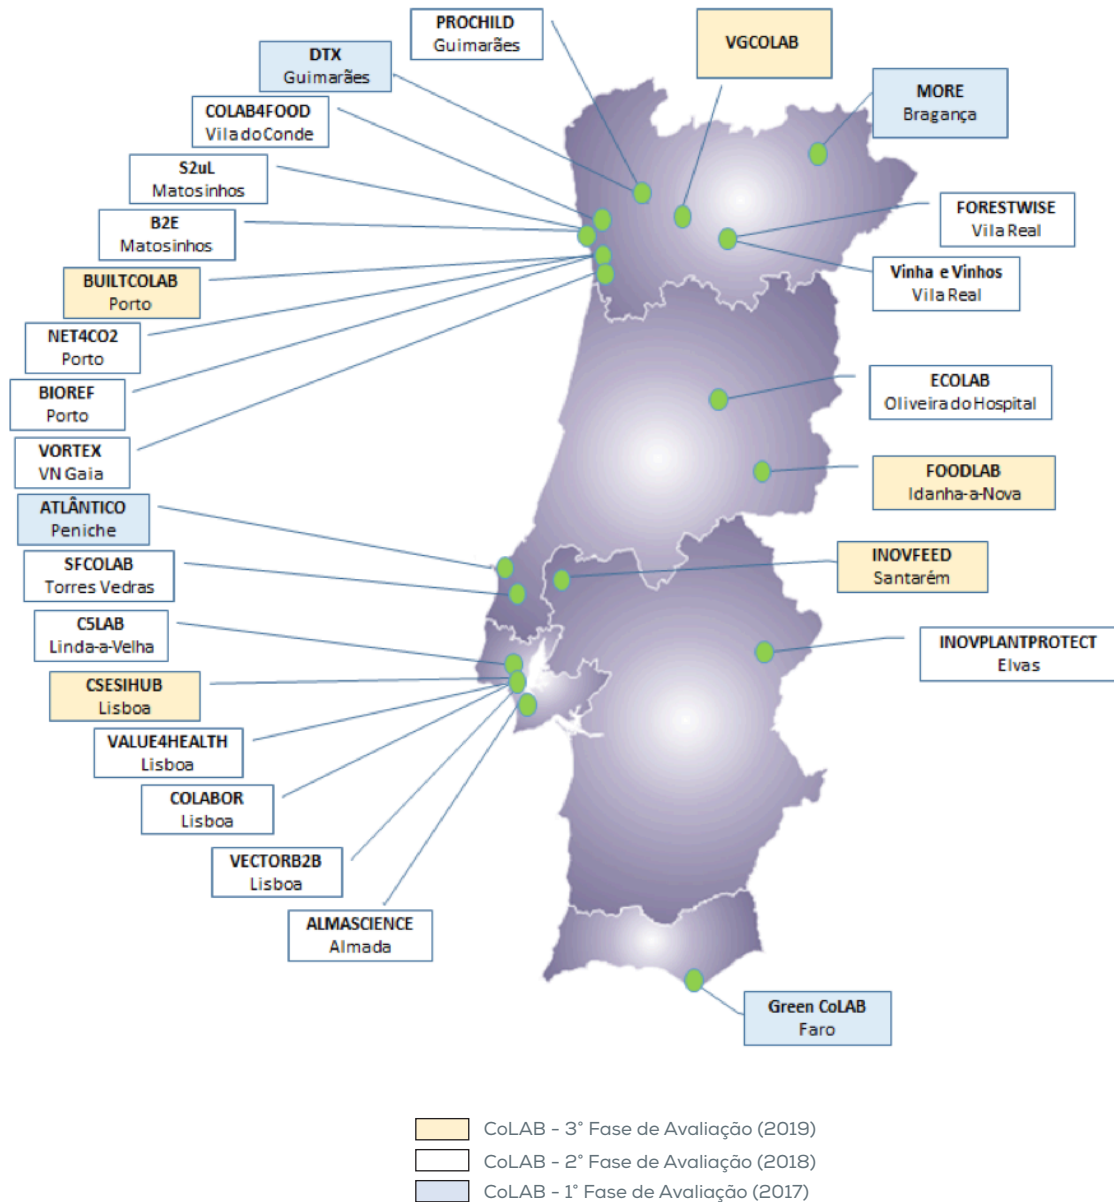 PROCHILD
Guimarães
VGCOLAB
DTX
Guimarães
MORE
Bragança
COLAB4FOOD
Vila do Conde
S2uL
Matosinhos
B2E
Matosinhos
FORESTWISE
Vila Real
BUILTCOLAB
Porto
Vinha e Vinhos
Vila Real
NET4CO2
Porto
BIOREF
Porto
ECOLAB
Oliveira do Hospital
VORTEX
VN Gaia
FOODLAB
Idanha-a-Nova
ATLÂNTICO
Peniche
SFCOLAB
Torres Vedras
INOVFEED
Santarém
C5LAB
Linda-a-Velha
INOVPLANTPROTECT
Elvas
CSESIHUB
Lisboa
VALUE4HEALTH
Lisboa
COLABOR
Lisboa
VECTORB2B
Lisboa
ALMASCIENCE
Almada
Green CoLAB
Faro
CoLAB - 3° Fase de Avaliação (2019)
CoLAB - 2° Fase de Avaliação (2018)
CoLAB - 1° Fase de Avaliação (2017)